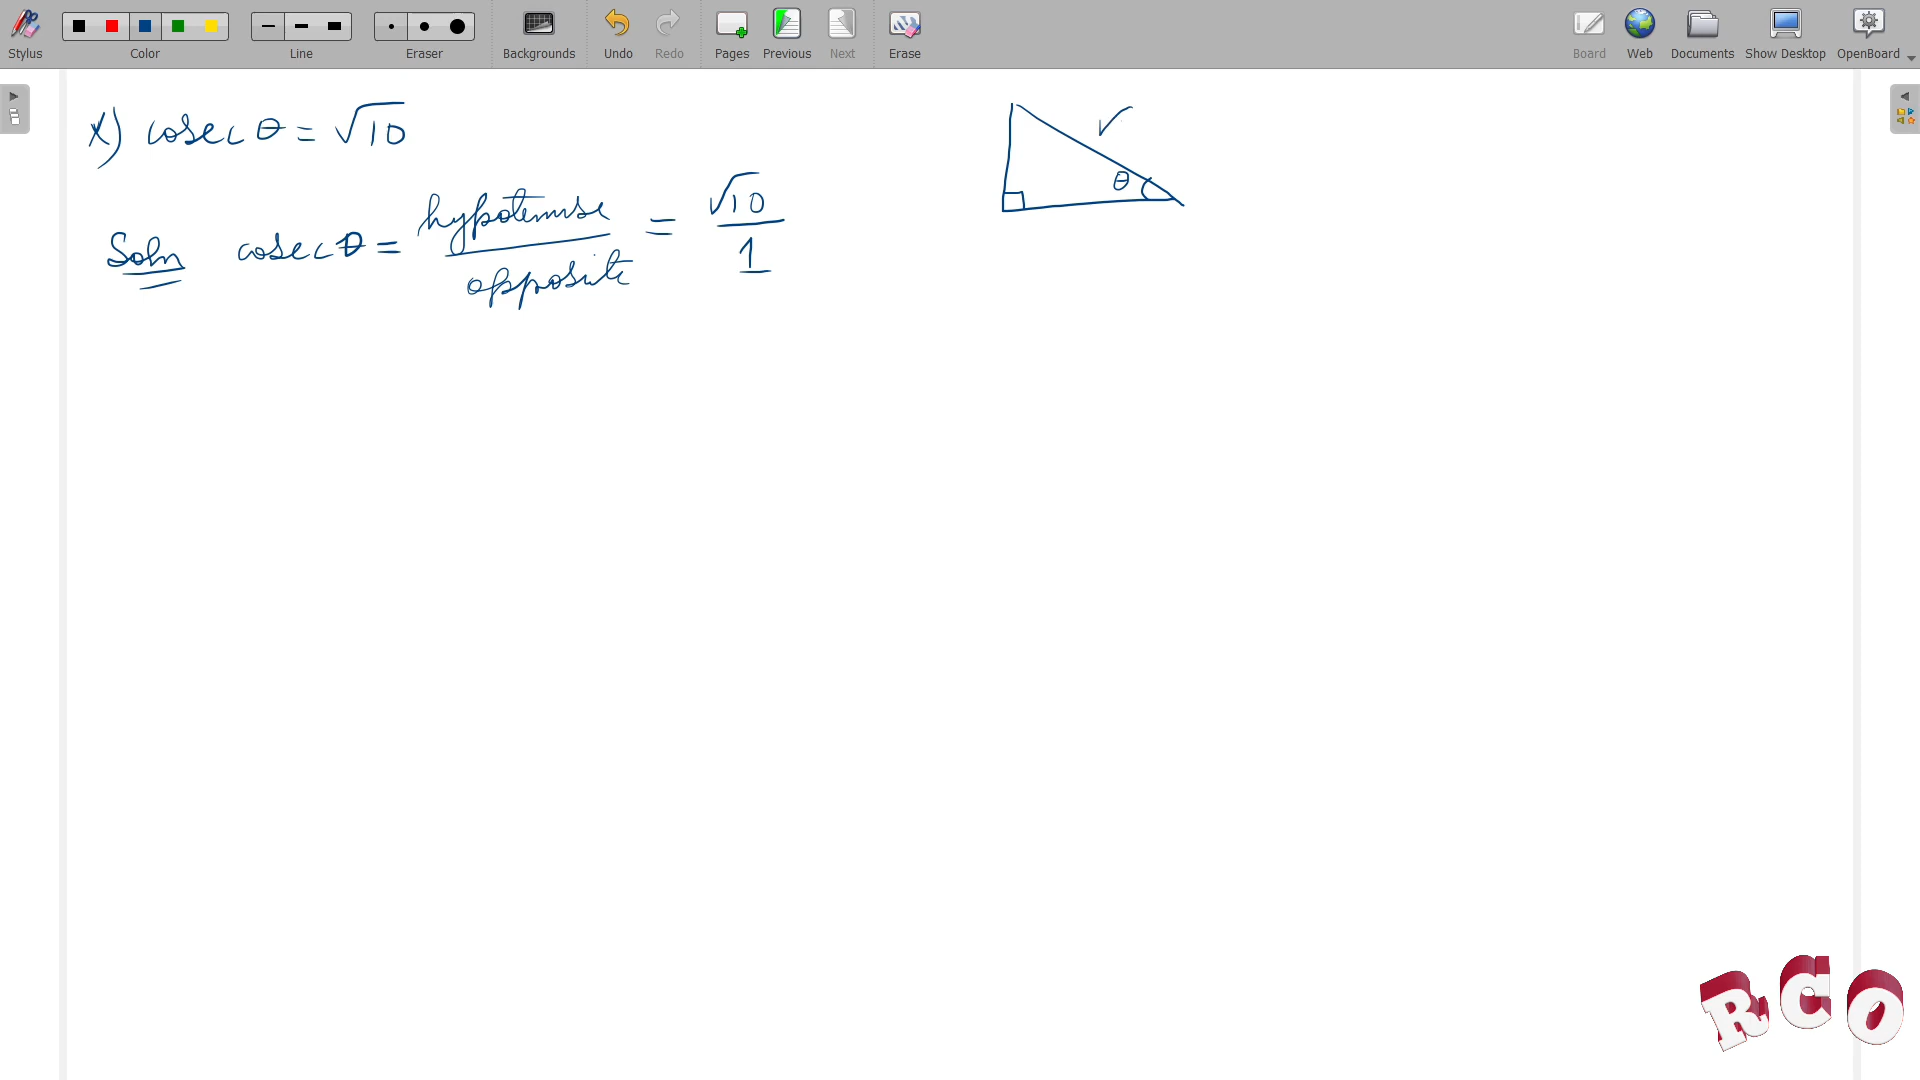 Stylus Color Line Eraser Backgrounds Undo Redo Pages Previous Next Erase Board Web Documents Show Desktop OpenBoard
x) cosec θ = √10
Soln cosec θ = hypotenuse / opposite = √10 / 1
√
θ
RCO